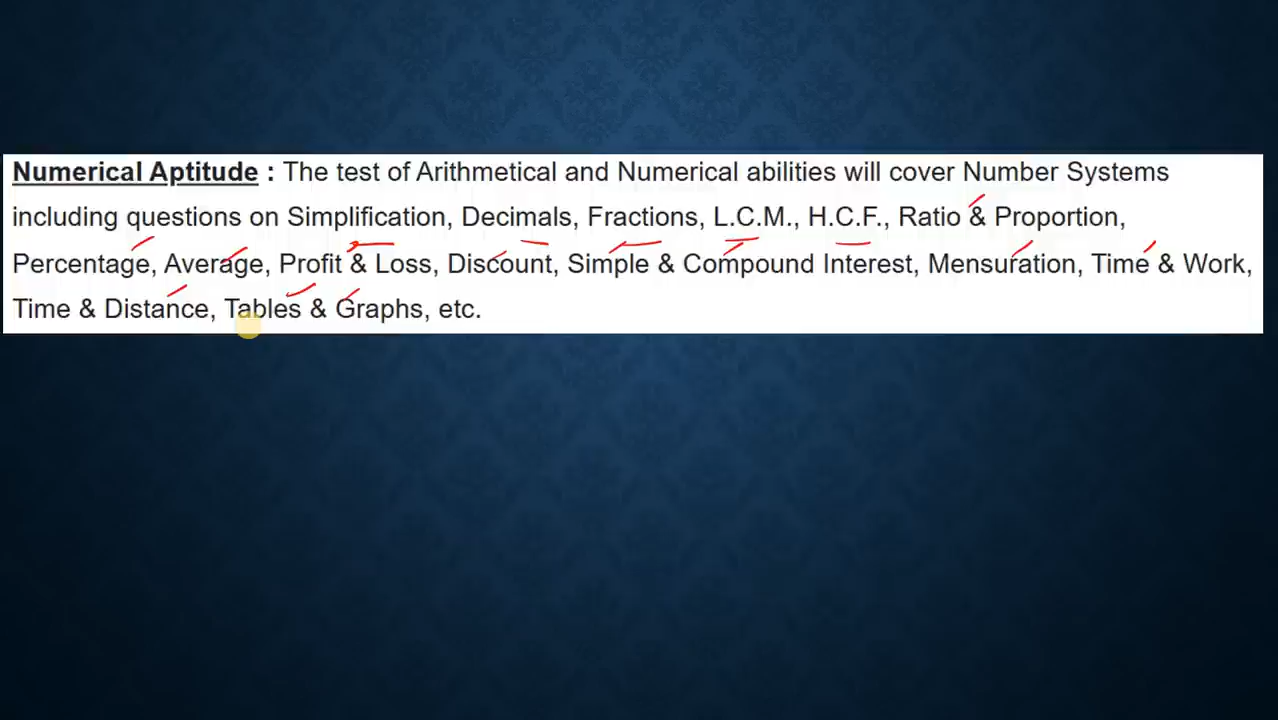 Numerical Aptitude : The test of Arithmetical and Numerical abilities will cover Number Systems
including questions on Simplification, Decimals, Fractions, L.C.M., H.C.F., Ratio & Proportion,
Percentage, Average, Profit & Loss, Discount, Simple & Compound Interest, Mensuration, Time & Work,
Time & Distance, Tables & Graphs, etc.